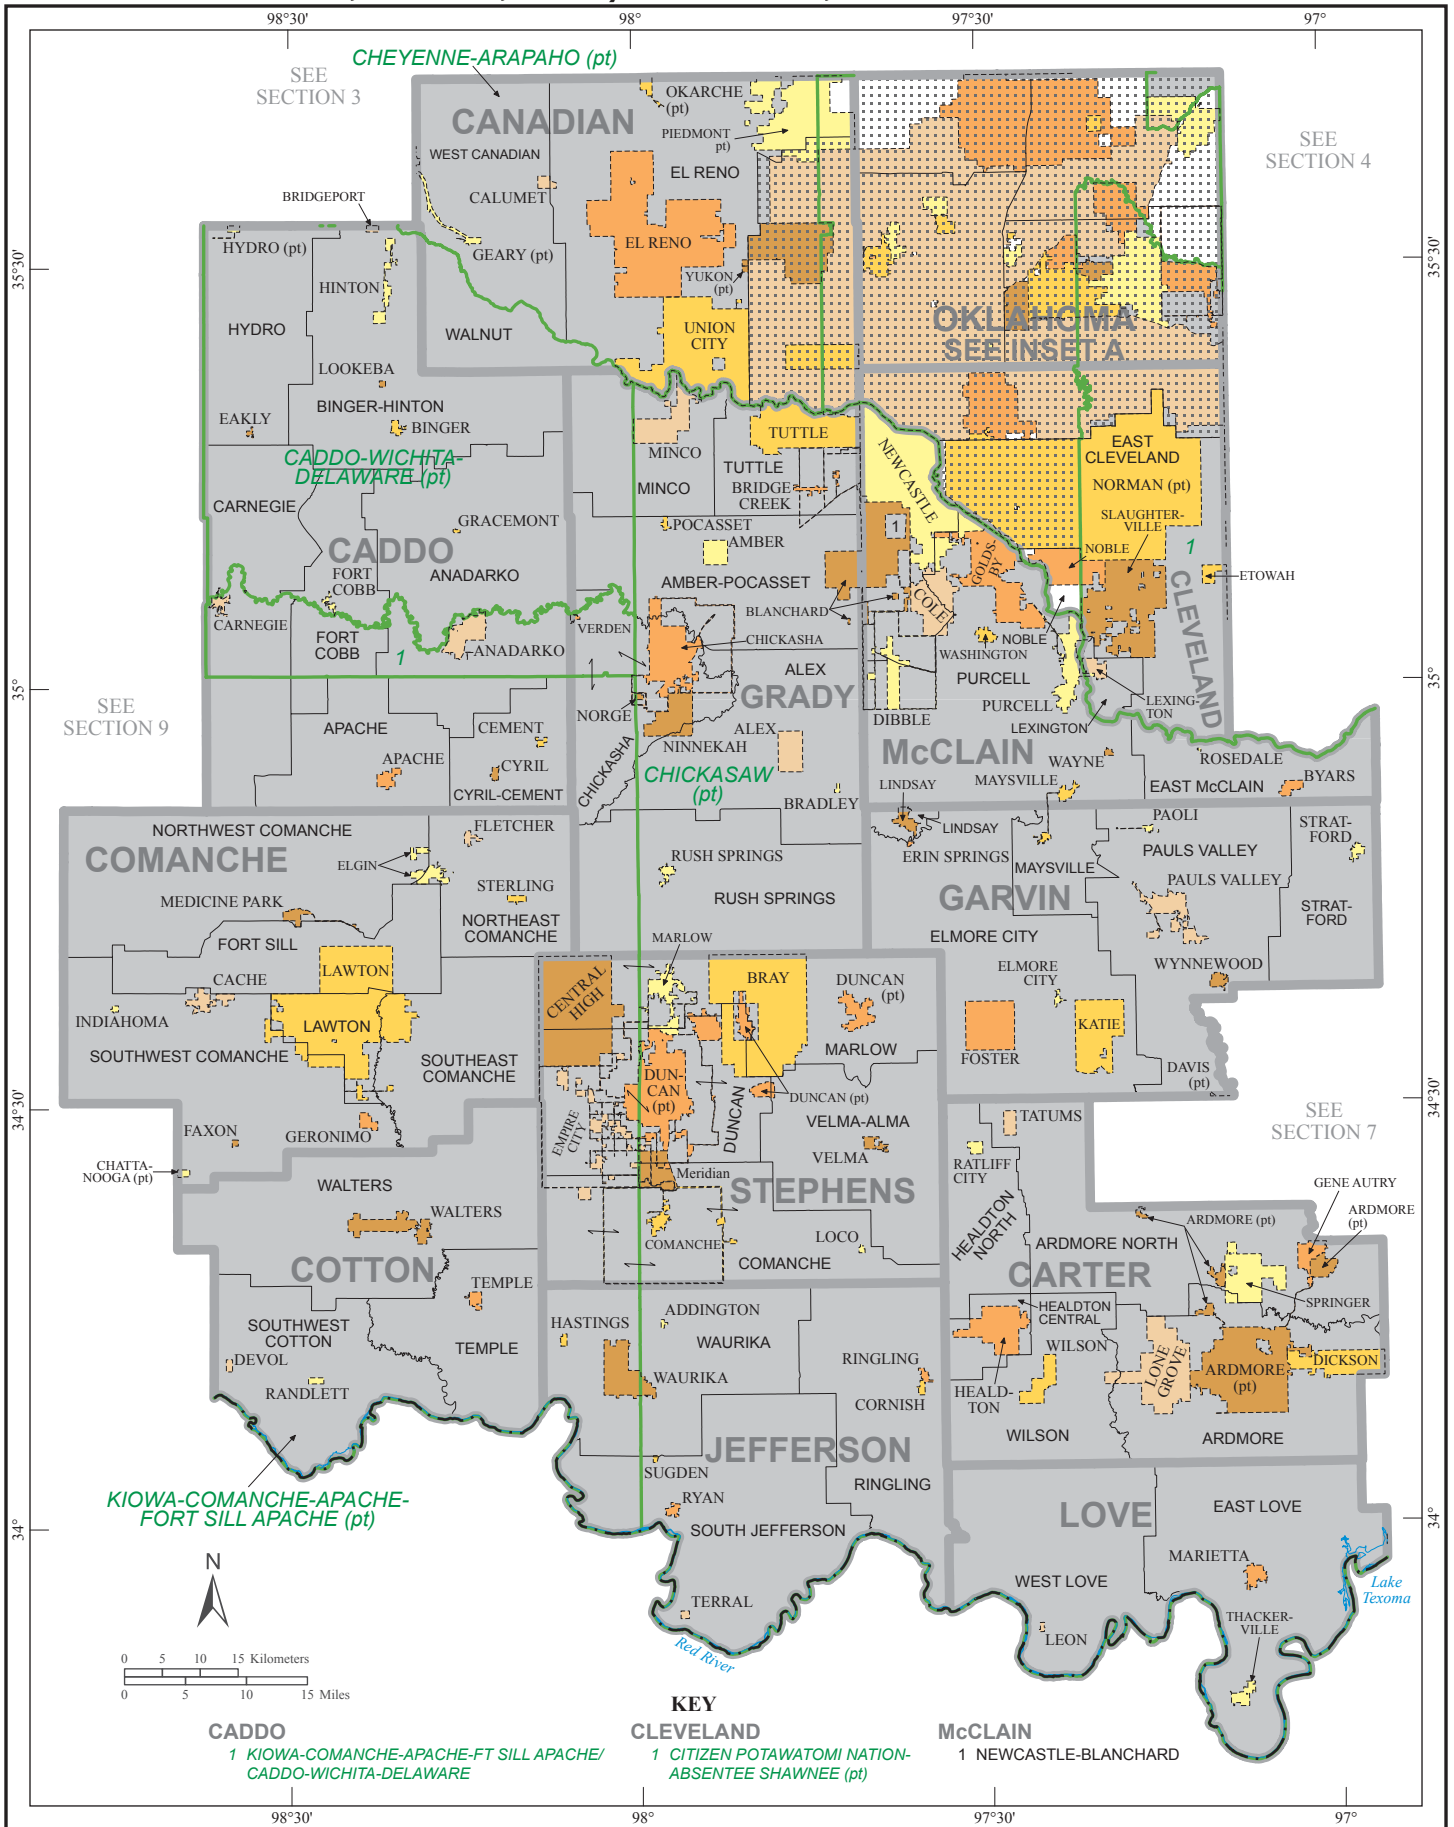 98°30'
98°
97°30'
97°
CHEYENNE-ARAPAHO (pt)
SEE
SECTION 3
OKARCHE
(pt)
CANADIAN
PIEDMONT
pt)
SEE
SECTION 4
WEST CANADIAN
EL RENO
CALUMET
BRIDGEPORT
HYDRO (pt)
GEARY (pt)
EL RENO
YUKON
(pt)
35°30'
35°30'
HINTON
HYDRO
WALNUT
UNION
CITY
OKLAHOMA
SEE INSET A
LOOKEBA
BINGER-HINTON
EAKLY
BINGER
TUTTLE
EAST
CLEVELAND
CADDO-WICHITA-
DELAWARE (pt)
MINCO
NEWCASTLE
TUTTLE
MINCO
BRIDGE
CREEK
NORMAN (pt)
CARNEGIE
SLAUGHTER-
VILLE
GRACEMONT
POCASSET
1
AMBER
CADDO
NOBLE
1
FORT
COBB
ANADARKO
AMBER-POCASSET
GOLDS-
BY
ETOWAH
CLEVELAND
COLE
BLANCHARD
CARNEGIE
VERDEN
CHICKASHA
NOBLE
FORT
COBB
1
ANADARKO
WASHINGTON
ALEX
PURCELL
35°
35°
GRADY
LEXING-
TON
SEE
SECTION 9
NORGE
PURCELL
DIBBLE
LEXINGTON
APACHE
CEMENT
ALEX
NINNEKAH
McCLAIN
CHICKASHA
APACHE
CYRIL
CHICKASAW
(pt)
WAYNE
ROSEDALE
MAYSVILLE
BYARS
LINDSAY
EAST McCLAIN
CYRIL-CEMENT
BRADLEY
NORTHWEST COMANCHE
FLETCHER
LINDSAY
PAOLI
STRAT-
FORD
COMANCHE
ELGIN
RUSH SPRINGS
ERIN SPRINGS
MAYSVILLE
PAULS VALLEY
STERLING
PAULS VALLEY
MEDICINE PARK
RUSH SPRINGS
GARVIN
STRAT-
FORD
NORTHEAST
COMANCHE
FORT SILL
MARLOW
ELMORE CITY
LAWTON
CENTRAL
HIGH
BRAY
DUNCAN
(pt)
ELMORE
CITY
WYNNEWOOD
CACHE
INDIAHOMA
LAWTON
KATIE
SOUTHWEST COMANCHE
SOUTHEAST
COMANCHE
MARLOW
FOSTER
DAVIS
(pt)
DUN-
CAN
(pt)
DUNCAN (pt)
34°30'
34°30'
DUNCAN
EMPIRE
CITY
TATUMS
SEE
SECTION 7
FAXON
GERONIMO
VELMA-ALMA
VELMA
RATLIFF
CITY
CHATTA-
NOOGA (pt)
Meridian
WALTERS
STEPHENS
GENE AUTRY
ARDMORE
(pt)
WALTERS
HEALDTON
NORTH
ARDMORE (pt)
ARDMORE NORTH
COMANCHE
LOCO
COMANCHE
COTTON
CARTER
TEMPLE
SPRINGER
ADDINGTON
HEALDTON
CENTRAL
HASTINGS
SOUTHWEST
COTTON
WAURIKA
TEMPLE
WILSON
LONE
GROVE
RINGLING
DEVOL
DICKSON
WAURIKA
ARDMORE
(pt)
RANDLETT
HEALD-
TON
CORNISH
WILSON
ARDMORE
JEFFERSON
SUGDEN
RINGLING
KIOWA-COMANCHE-APACHE-
FORT SILL APACHE (pt)
RYAN
LOVE
EAST LOVE
34°
34°
SOUTH JEFFERSON
MARIETTA
N
WEST LOVE
Lake
Texoma
TERRAL
THACKER-
VILLE
LEON
Red River
0 5 10 15 Kilometers
0 5 10 15 Miles
KEY
CADDO
1 KIOWA-COMANCHE-APACHE-FT SILL APACHE/
CADDO-WICHITA-DELAWARE
CLEVELAND
1 CITIZEN POTAWATOMI NATION-
ABSENTEE SHAWNEE (pt)
McCLAIN
1 NEWCASTLE-BLANCHARD
98°30'
98°
97°30'
97°